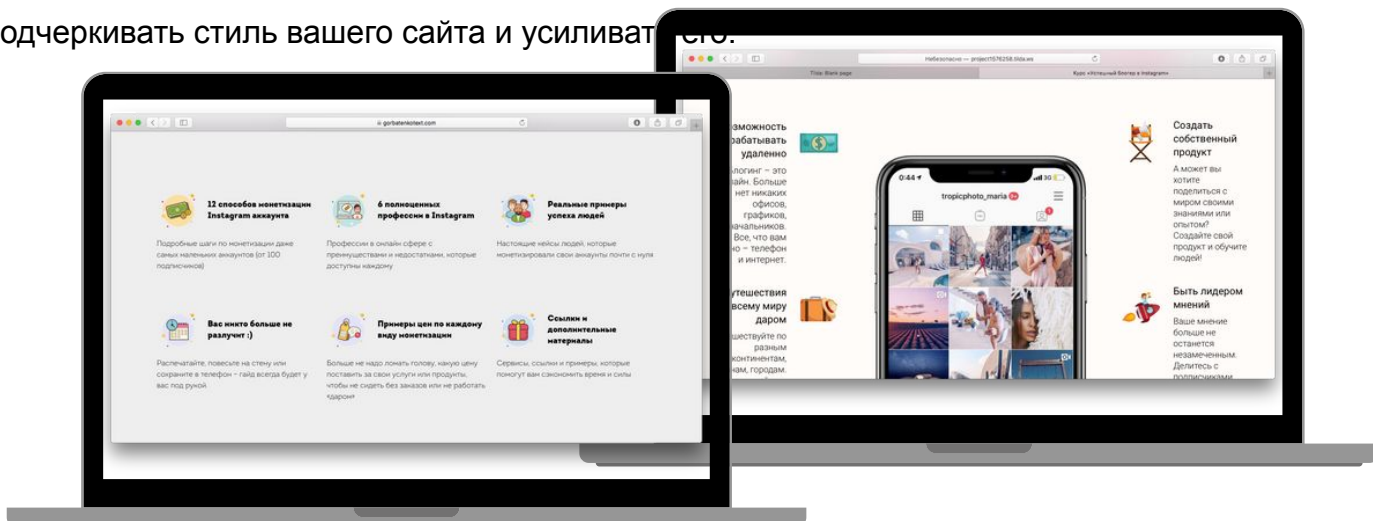 одчеркивать стиль вашего сайта и усиливат его.
gorbatenkotext.com
12 способов монетизации
Instagram аккаунта
Подробные шаги по монетизации даже
самых маленьких аккаунтов (от 100
подписчиков)
6 полноценных
профессии в Instagram
Профессии в онлайн сфере с
преимуществами и недостатками, которые
доступны каждому
Реальные примеры
успеха людей
Настоящие кейсы людей, которые
монетизировали свои аккаунты почти с нуля
Вас никто больше не
разлучит :)
Распечатайте, повесьте на стену или
сохраните в телефон – гайд всегда будет у
вас под рукой
Примеры цен по каждому
виду монетизации
Больше не надо ломать голову, какую цену
поставить за свои услуги или продукты,
чтобы не сидеть без заказов или не работать
«даром»
Ссылки и
дополнительные
материалы
Сервисы, ссылки и примеры, которые
помогут вам сэкономить время и силы
Небезопасно — project1576258.tilda.ws
Tilda: Blank page
Курс «Успешный блогер в Instagram»
зможность
рабатывать
удаленно
логинг – это
лайн. Больше
нет никаких
офисов,
графиков,
ачальников.
Все, что вам
но – телефон
и интернет.
утешествия
всему миру
даром
шествуйте по
разным
континентам,
нам, городам.
0:44
3G
tropicphoto_maria 9+
1
Создать
собственный
продукт
А может вы
хотите
поделиться с
миром своими
знаниями или
опытом?
Создайте свой
продукт и обучите
людей!
Быть лидером
мнений
Ваше мнение
больше не
останется
незамеченным.
Делитесь с
подписчиками